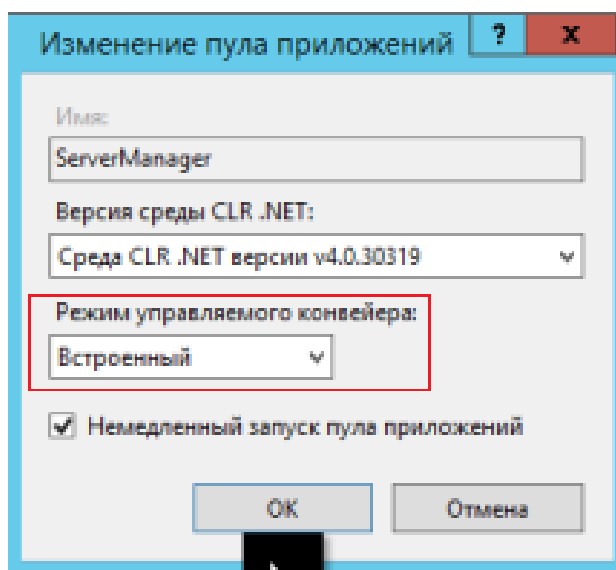 Изменение пула приложений ? x
Имя:
ServerManager
Версия среды CLR .NET:
Среда CLR .NET версии v4.0.30319
Режим управляемого конвейера:
Встроенный
Немедленный запуск пула приложений
ОК Отмена